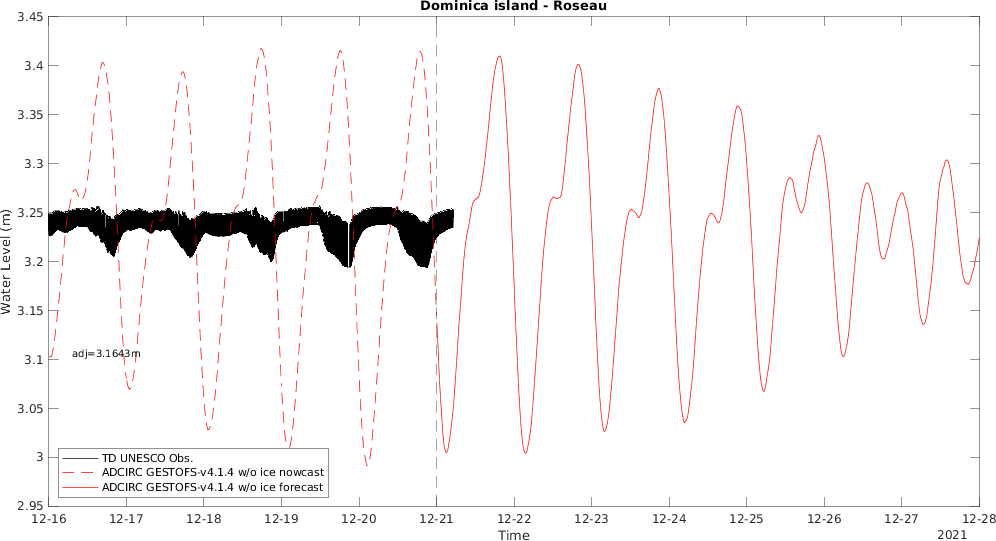 Dominica island - Roseau
3.45
3.4
3.35
3.3
3.25
3.2
3.15
3.1
3.05
3
2.95
Water Level (m)
adj=3.1643m
TD UNESCO Obs.
ADCIRC GESTOFS-v4.1.4 w/o ice nowcast
ADCIRC GESTOFS-v4.1.4 w/o ice forecast
12-16 12-17 12-18 12-19 12-20 12-21 12-22 12-23 12-24 12-25 12-26 12-27 12-28
Time
2021